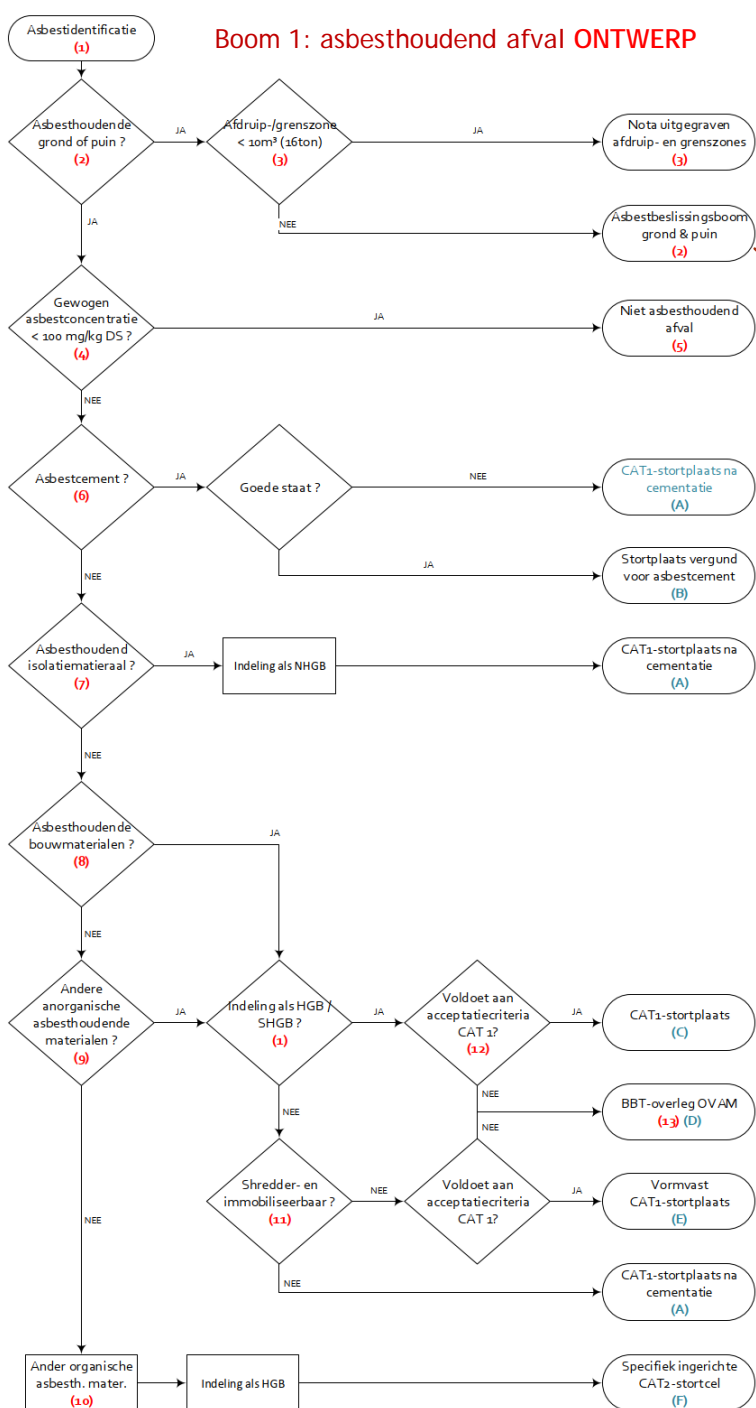 Boom 1: asbesthoudend afval ONTWERP
Asbestidentificatie
(1)
Asbesthoudende
grond of puin ?
(2)
JA
Afdruip-/grenszone
< 10m³ (16ton)
(3)
JA
Nota uitgegraven
afdruip- en grenszones
(3)
JA
NEE
Asbestbeslissingsboom
grond & puin
(2)
Gewogen
asbestconcentratie
< 100 mg/kg DS ?
(4)
JA
Niet asbesthoudend
afval
(5)
NEE
Asbestcement ?
(6)
JA
Goede staat ?
NEE
CAT1-stortplaats na
cementatie
(A)
NEE
JA
Stortplaats vergund
voor asbestcement
(B)
Asbesthoudend
isolatiematieraal ?
(7)
JA
Indeling als NHGB
CAT1-stortplaats na
cementatie
(A)
NEE
Asbesthoudende
bouwmaterialen ?
(8)
JA
NEE
Andere
anorganische
asbesthoudende
materialen ?
(9)
JA
Indeling als HGB /
SHGB ?
(1)
JA
Voldoet aan
acceptatiecriteria
CAT 1?
(12)
JA
CAT1-stortplaats
(C)
NEE
BBT-overleg OVAM
(13) (D)
NEE
NEE
Shredder- en
immobiliseerbaar ?
(11)
NEE
Voldoet aan
acceptatiecriteria
CAT 1?
JA
Vormvast
CAT1-stortplaats
(E)
NEE
NEE
CAT1-stortplaats na
cementatie
(A)
Ander organische
asbesth. mater.
(10)
Indeling als HGB
Specifiek ingerichte
CAT2-stortcel
(F)